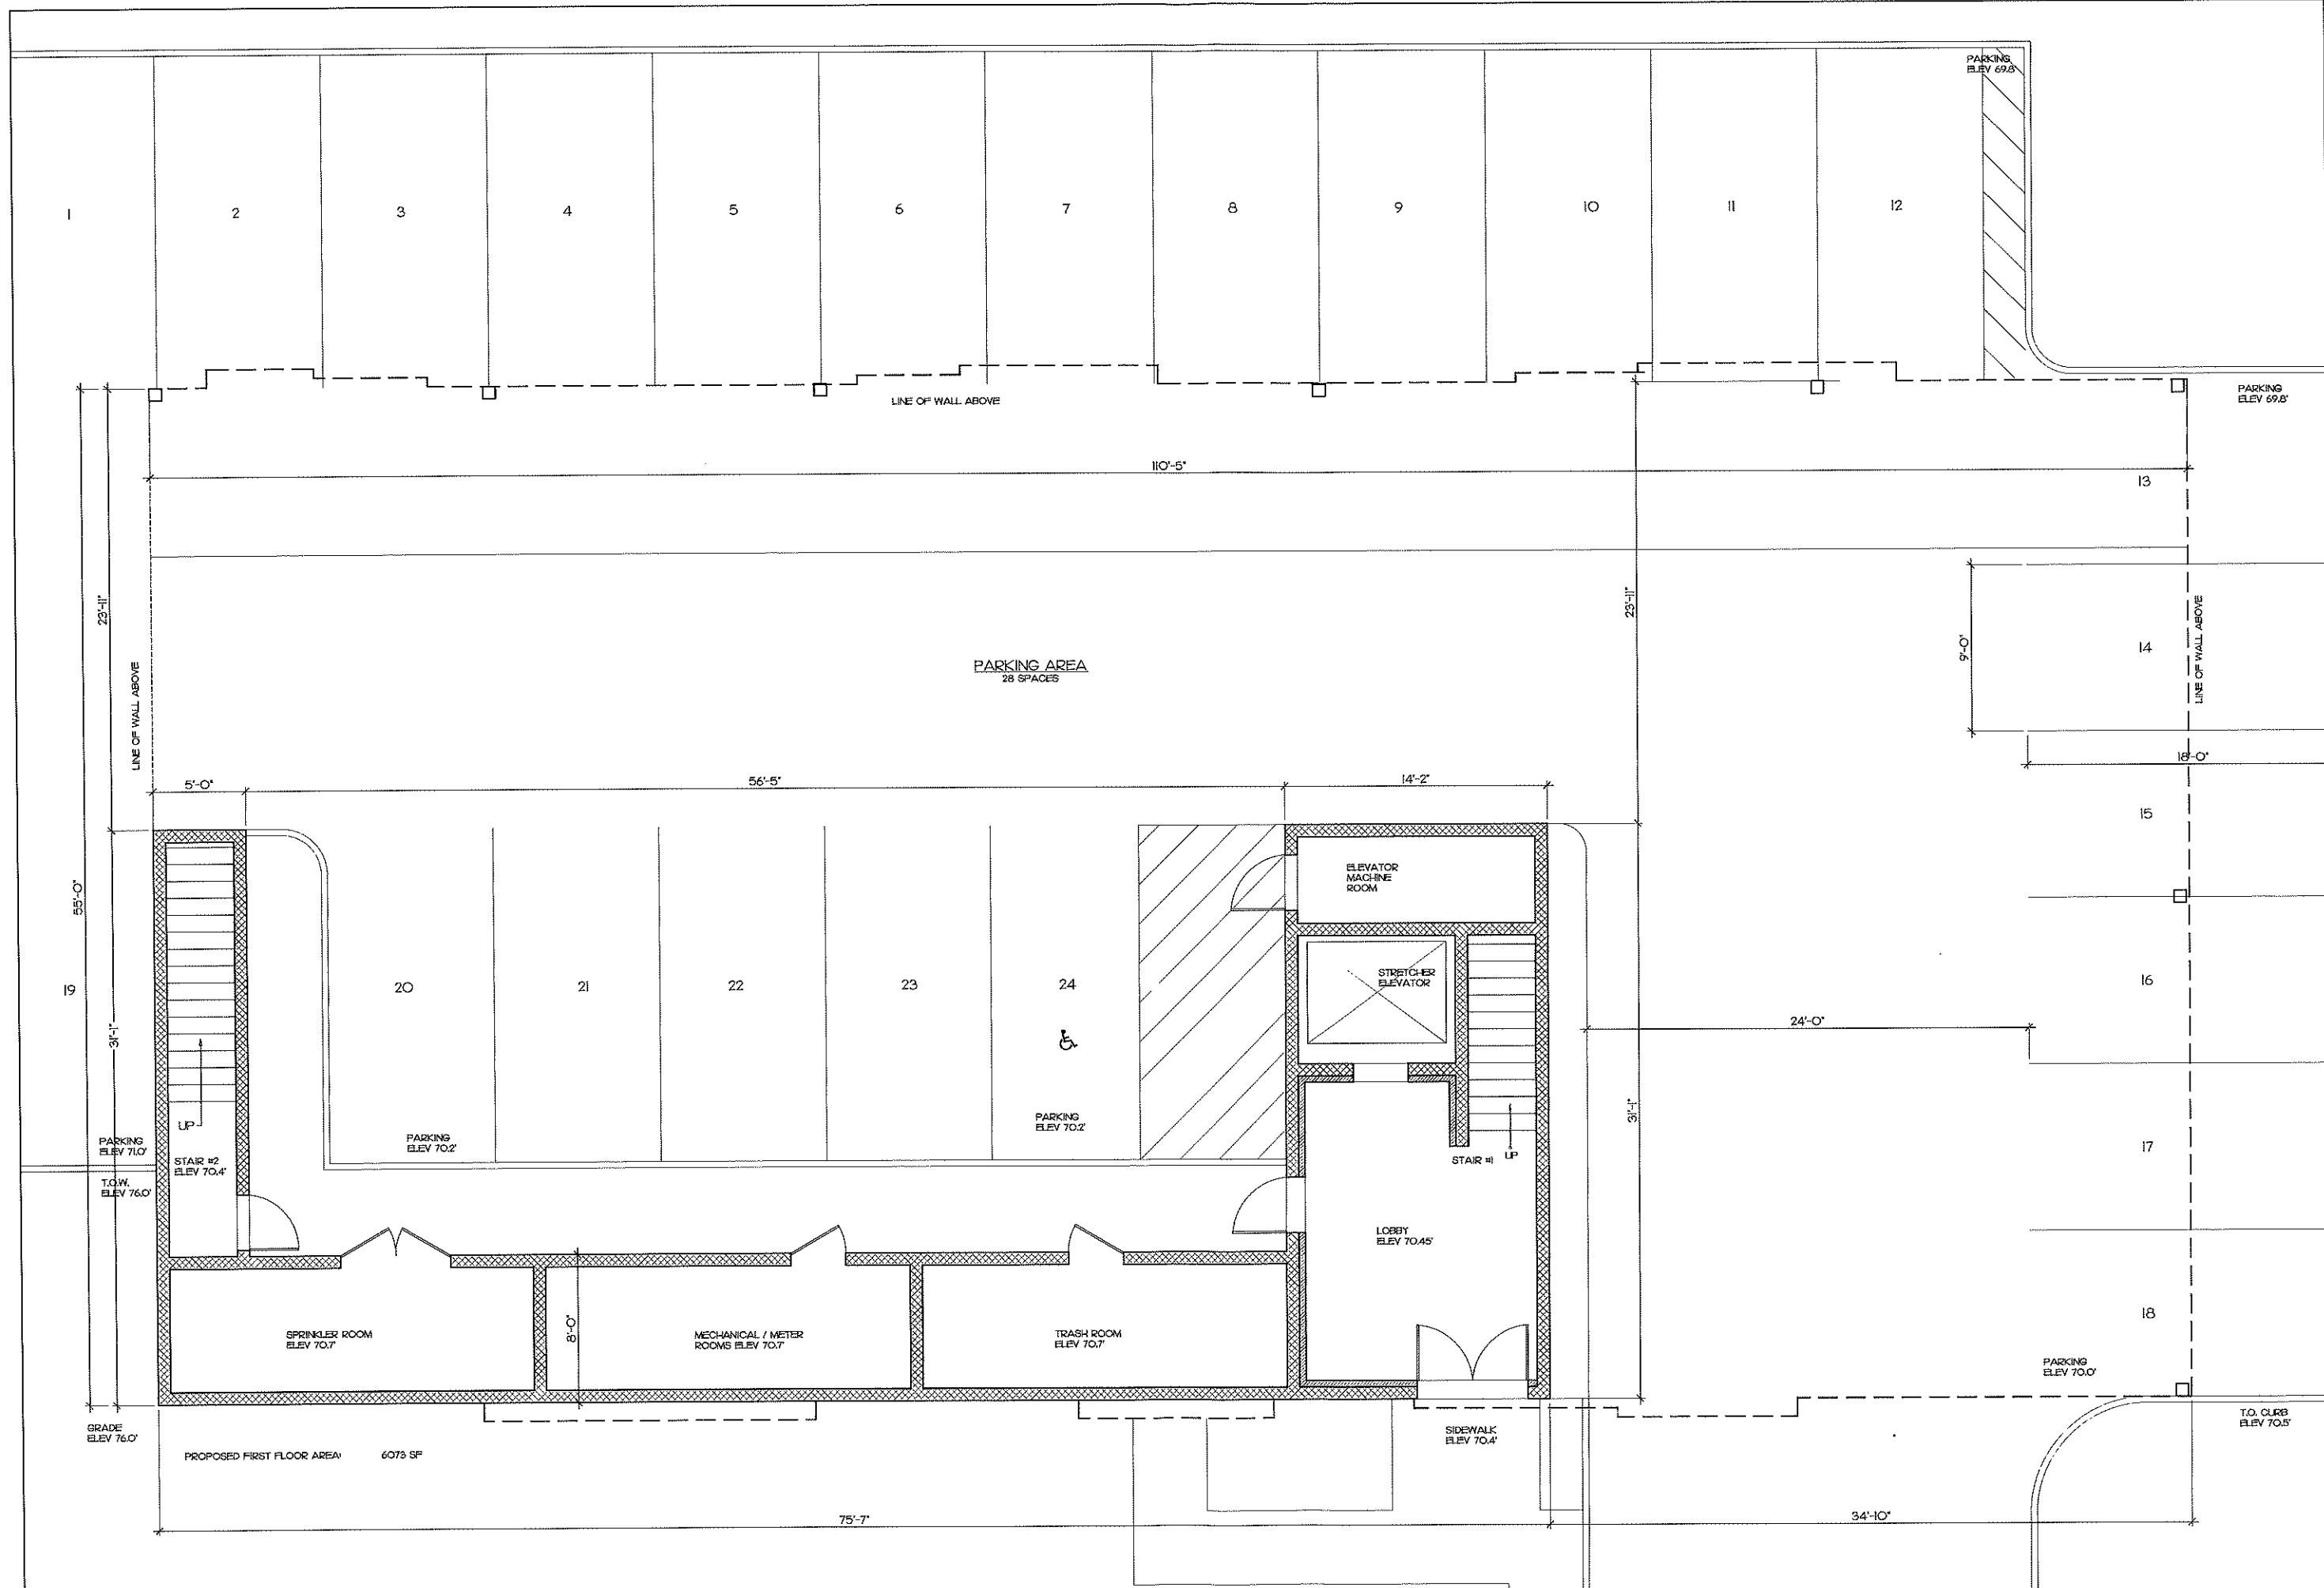 PARKING
ELEV 69.8'
1
2
3
4
5
6
7
8
9
10
11
12
PARKING
ELEV 69.8'
LINE OF WALL ABOVE
110'-5"
13
23'-11"
23'-11"
LINE OF WALL ABOVE
9'-0"
14
LINE OF WALL ABOVE
PARKING AREA
28 SPACES
18'-0"
5'-0"
56'-5"
14'-2"
15
55'-0"
ELEVATOR
MACHINE
ROOM
19
20
21
22
23
24
STRETCHER
ELEVATOR
16
24'-0"
31'-1"
31'-1"
UP
PARKING
ELEV 71.0'
PARKING
ELEV 70.2'
PARKING
ELEV 70.2'
STAIR #2
ELEV 70.4'
STAIR #1
UP
17
T.O.W.
ELEV 76.0'
LOBBY
ELEV 70.45'
18
8'-0"
SPRINKLER ROOM
ELEV 70.7'
MECHANICAL / METER
ROOMS ELEV 70.7'
TRASH ROOM
ELEV 70.7'
PARKING
ELEV 70.0'
GRADE
ELEV 76.0'
SIDEWALK
ELEV 70.4'
T.O. CURB
ELEV 70.5'
PROPOSED FIRST FLOOR AREA: 6073 SF
75'-7"
34'-10"